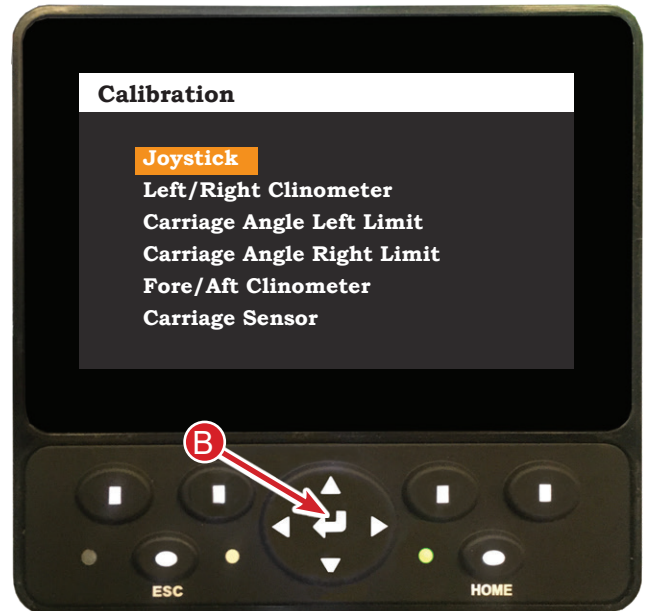 Calibration
Joystick
Left/Right Clinometer
Carriage Angle Left Limit
Carriage Angle Right Limit
Fore/Aft Clinometer
Carriage Sensor
B
ESC
HOME